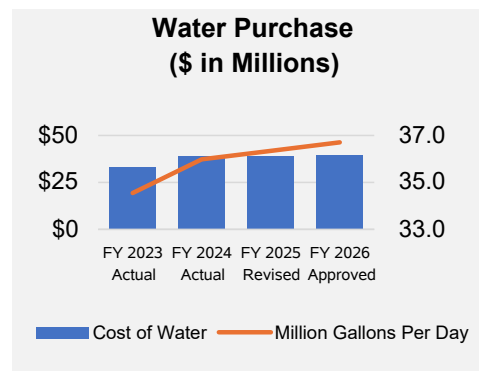 Water Purchase
($ in Millions)
$50
37.0
$25
35.0
$0
33.0
FY 2023 FY 2024 FY 2025 FY 2026
Actual Actual Revised Approved
Cost of Water Million Gallons Per Day